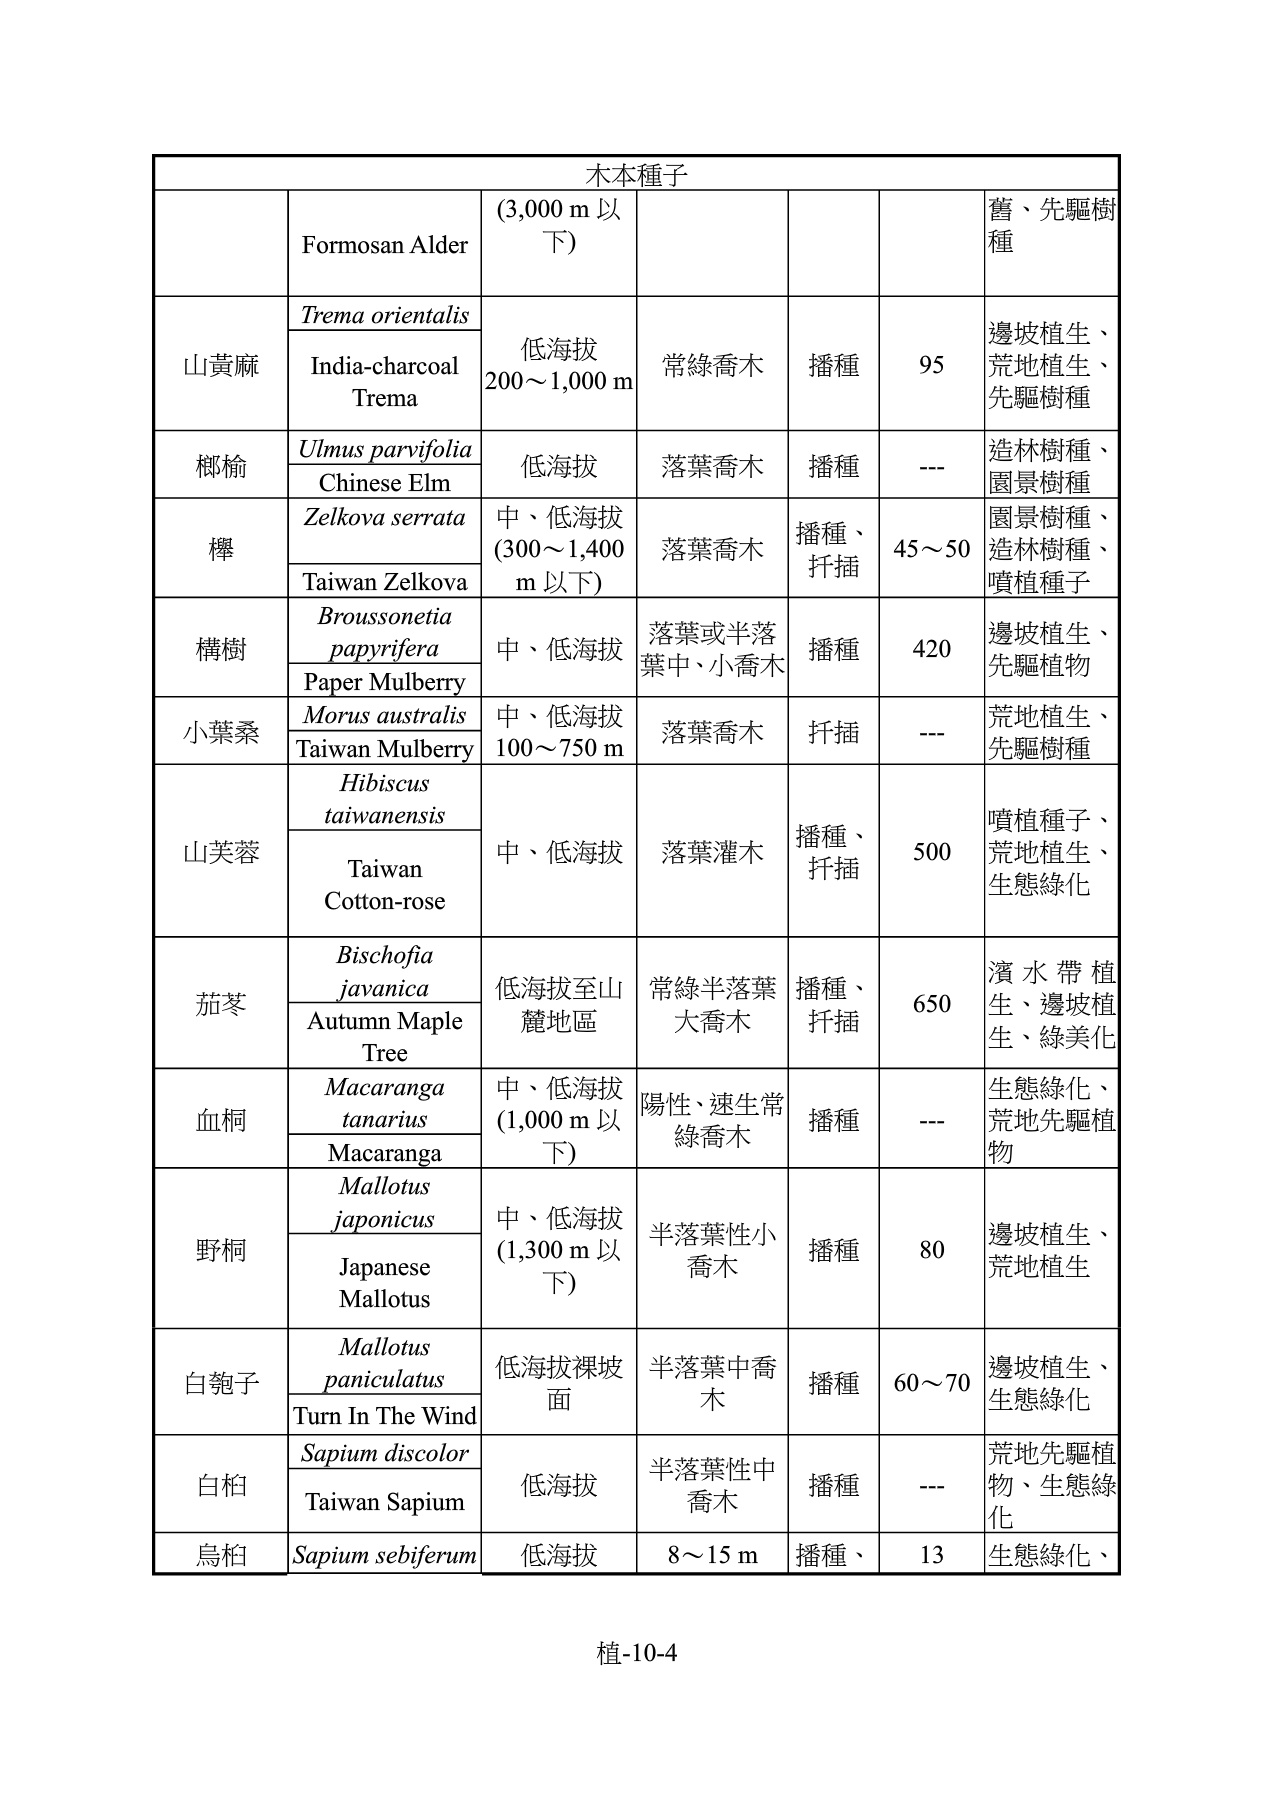 木本種子
Formosan Alder
(3,000 m 以
下)
舊、先驅樹
種
山黃麻
Trema orientalis
India-charcoal
Trema
低海拔
200～1,000 m
常綠喬木
播種
95
邊坡植生、
荒地植生、
先驅樹種
榔榆
Ulmus parvifolia
Chinese Elm
低海拔
落葉喬木
播種
---
造林樹種、
園景樹種
櫸
Zelkova serrata
Taiwan Zelkova
中、低海拔
(300～1,400
m 以下)
落葉喬木
播種、
扦插
45～50
園景樹種、
造林樹種、
噴植種子
構樹
Broussonetia
papyrifera
Paper Mulberry
中、低海拔
落葉或半落
葉中、小喬木
播種
420
邊坡植生、
先驅植物
小葉桑
Morus australis
Taiwan Mulberry
中、低海拔
100～750 m
落葉喬木
扦插
---
荒地植生、
先驅樹種
山芙蓉
Hibiscus
taiwanensis
Taiwan
Cotton-rose
中、低海拔
落葉灌木
播種、
扦插
500
噴植種子、
荒地植生、
生態綠化
茄苳
Bischofia
javanica
Autumn Maple
Tree
低海拔至山
麓地區
常綠半落葉
大喬木
播種、
扦插
650
濱水帶植
生、邊坡植
生、綠美化
血桐
Macaranga
tanarius
Macaranga
中、低海拔
(1,000 m 以
下)
陽性、速生常
綠喬木
播種
---
生態綠化、
荒地先驅植
物
野桐
Mallotus
japonicus
Japanese
Mallotus
中、低海拔
(1,300 m 以
下)
半落葉性小
喬木
播種
80
邊坡植生、
荒地植生
白匏子
Mallotus
paniculatus
Turn In The Wind
低海拔裸坡
面
半落葉中喬
木
播種
60～70
邊坡植生、
生態綠化
白桕
Sapium discolor
Taiwan Sapium
低海拔
半落葉性中
喬木
播種
---
荒地先驅植
物、生態綠
化
烏桕
Sapium sebiferum
低海拔
8～15 m
播種、
13
生態綠化、
植-10-4